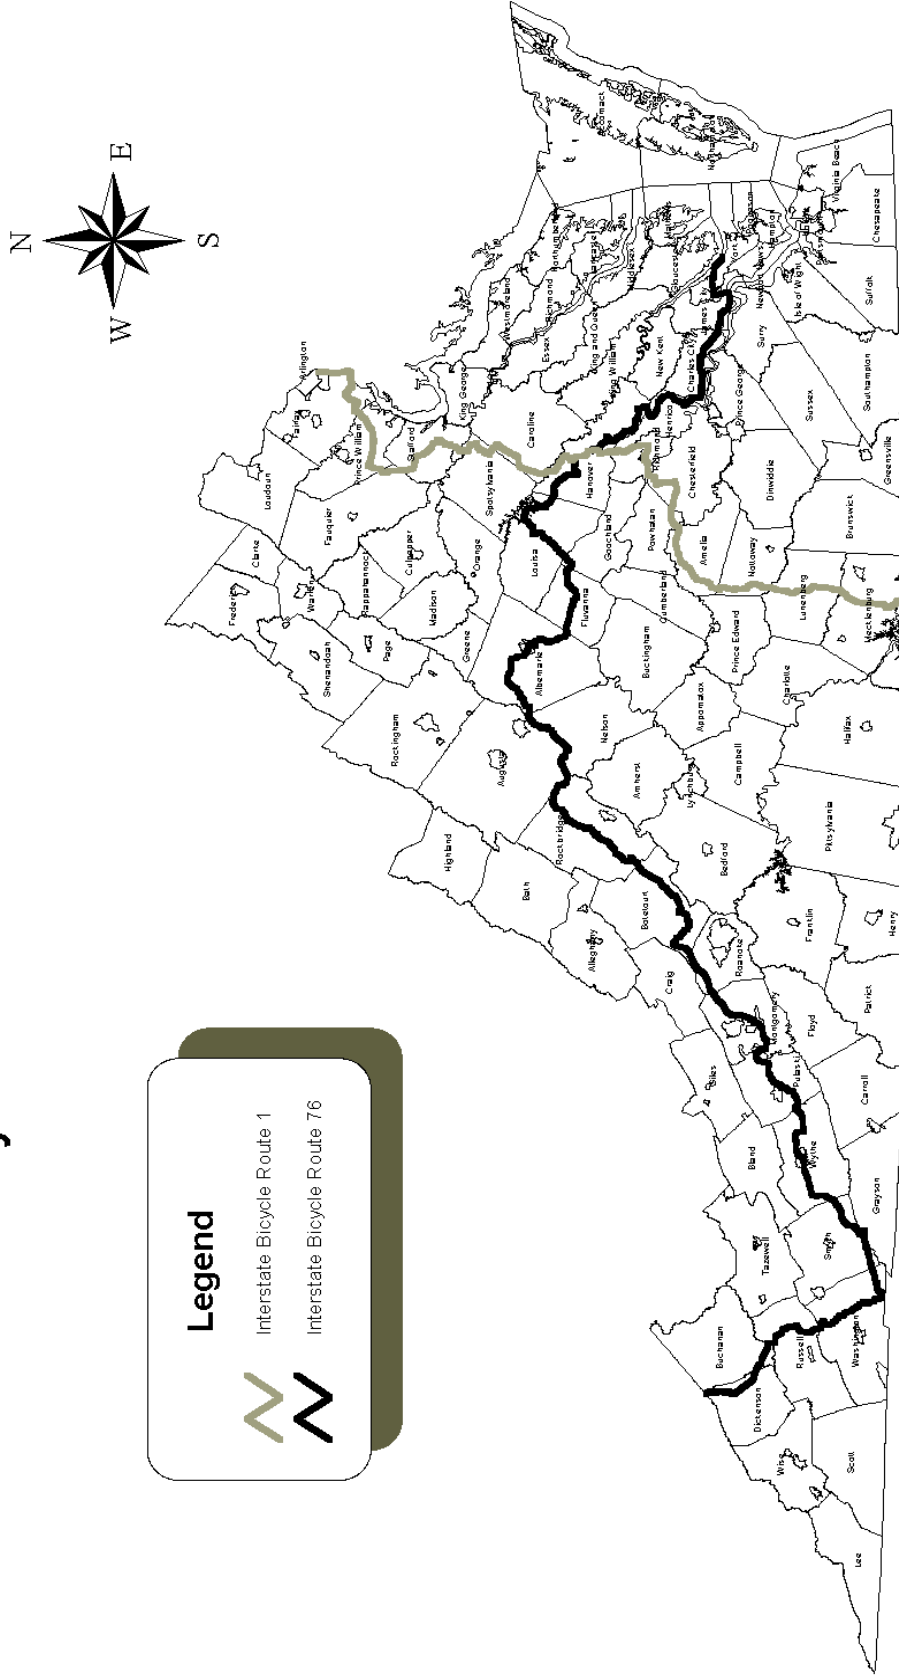 N
W
E
S
Legend
Interstate Bicycle Route 1
Interstate Bicycle Route 76
Arlington
Fairfax
Loudoun
Prince William
Clarke
Fauquier
Frederick
Warren
Stafford
Rappahannock
Culpeper
Shenandoah
Page
Madison
King George
Westmoreland
Orange
Spotsylvania
Caroline
Greene
Rockingham
Richmond
Essex
Northumberland
Lancaster
Accomack
Augusta
Albemarle
Louisa
Hanover
King and Queen
King William
Middlesex
Highland
Bath
Rockbridge
Nelson
Fluvanna
Goochland
Henrico
New Kent
Gloucester
Northampton
Alleghany
Botetourt
Amherst
Buckingham
Cumberland
Powhatan
Richmond
Chesterfield
Charles City
James City
York
Craig
Roanoke
Bedford
Lynchburg
Appomattox
Prince Edward
Amelia
Nottoway
Dinwiddie
Prince George
Surry
Newport News
Isle of Wight
Virginia Beach
Giles
Montgomery
Floyd
Franklin
Campbell
Charlotte
Lunenburg
Brunswick
Sussex
Southampton
Suffolk
Chesapeake
Bland
Pulaski
Wythe
Carroll
Patrick
Henry
Pittsylvania
Halifax
Mecklenburg
Greensville
Buchanan
Tazewell
Smyth
Grayson
Dickenson
Russell
Washington
Wise
Scott
Lee